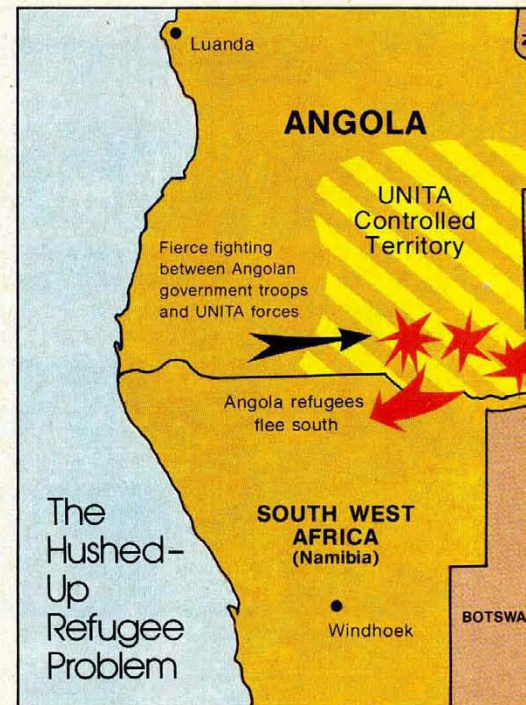 Luanda
ANGOLA
UNITA
Controlled
Territory
Fierce fighting
between Angolan
government troops
and UNITA forces
Angola refugees
flee south
SOUTH WEST
AFRICA
(Namibia)
Windhoek
BOTSWA
The
Hushed-
Up
Refugee
Problem